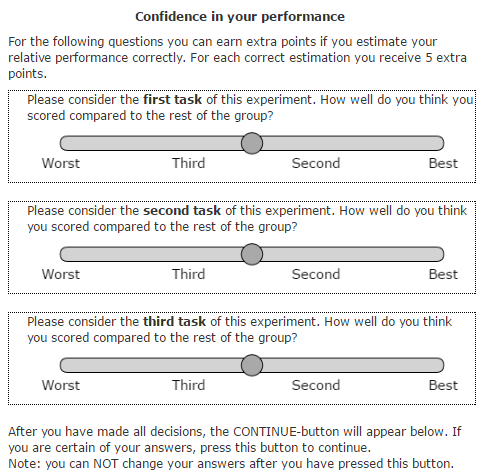 Confidence in your performance
For the following questions you can earn extra points if you estimate your
relative performance correctly. For each correct estimation you receive 5 extra
points.
Please consider the first task of this experiment. How well do you think you
scored compared to the rest of the group?
Worst Third Second Best
Please consider the second task of this experiment. How well do you think
you scored compared to the rest of the group?
Worst Third Second Best
Please consider the third task of this experiment. How well do you think
you scored compared to the rest of the group?
Worst Third Second Best
After you have made all decisions, the CONTINUE-button will appear below. If
you are certain of your answers, press this button to continue.
Note: you can NOT change your answers after you have pressed this button.